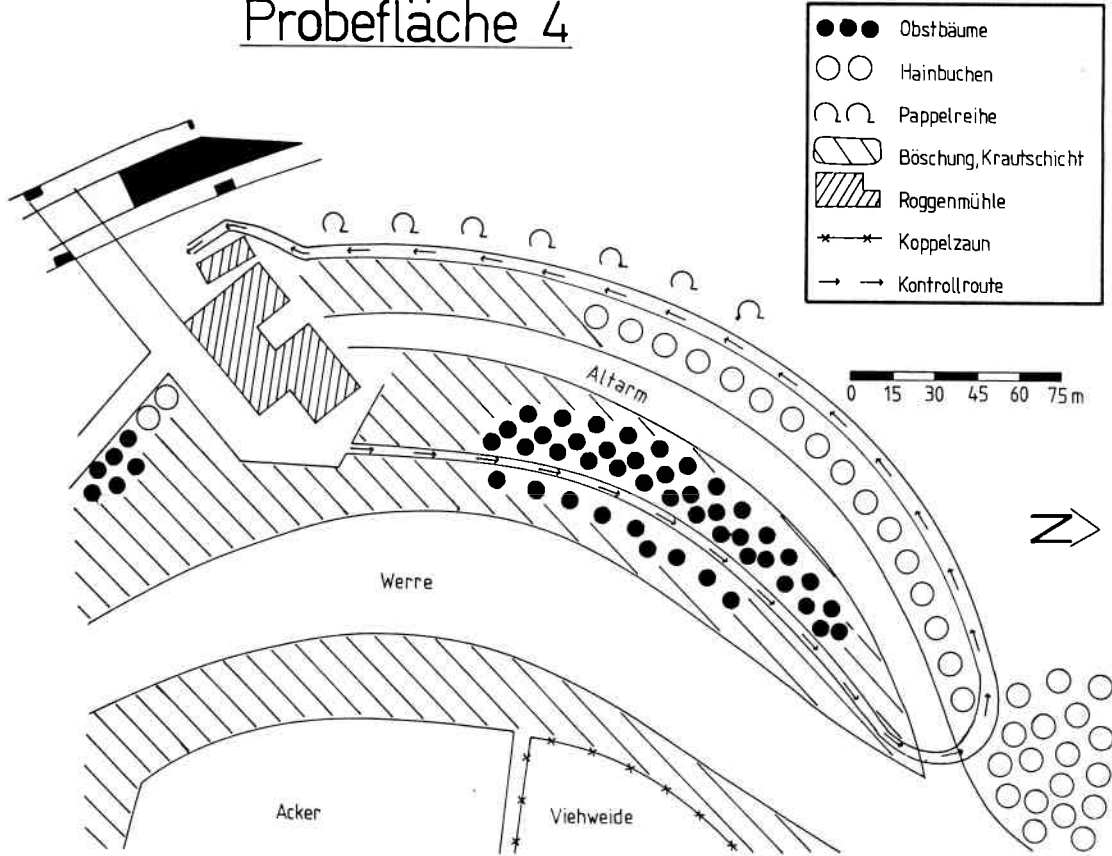 Probefläche 4
Obstbäume
Hainbuchen
Pappelreihe
Böschung, Krautschicht
Roggenmühle
Koppelzaun
Kontrollroute
0 15 30 45 60 75 m
Altarm
N
Werre
Acker
Viehweide